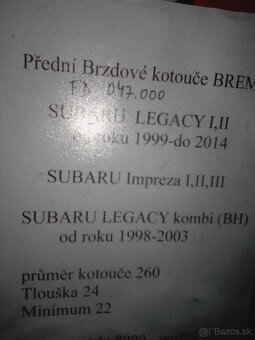 Přední Brzdové kotouče BREM
047.000
SUBARU LEGACY I,II
od roku 1999-do 2014
SUBARU Impreza I,II,III
SUBARU LEGACY kombi (BH)
od roku 1998-2003
průměr kotouče 260
Tlouška 24
Minimum 22
© Bazos.sk